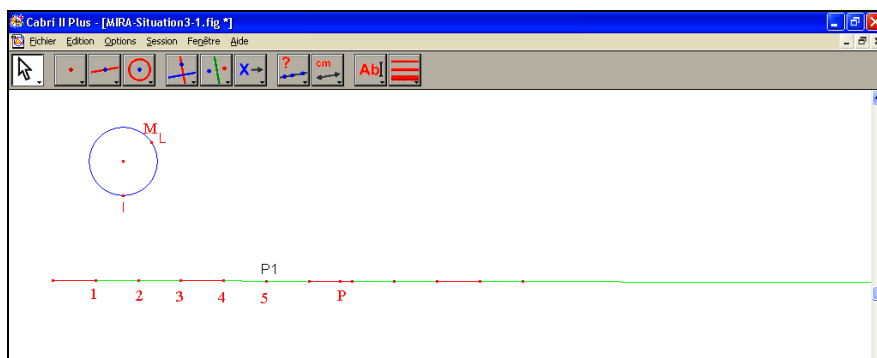 Cabri II Plus - [MIRA-Situation3-1.fig *]
Fichier Edition Options Session Fenêtre Aide
X ? cm Ab
M L
I
P1
1 2 3 4 5 P